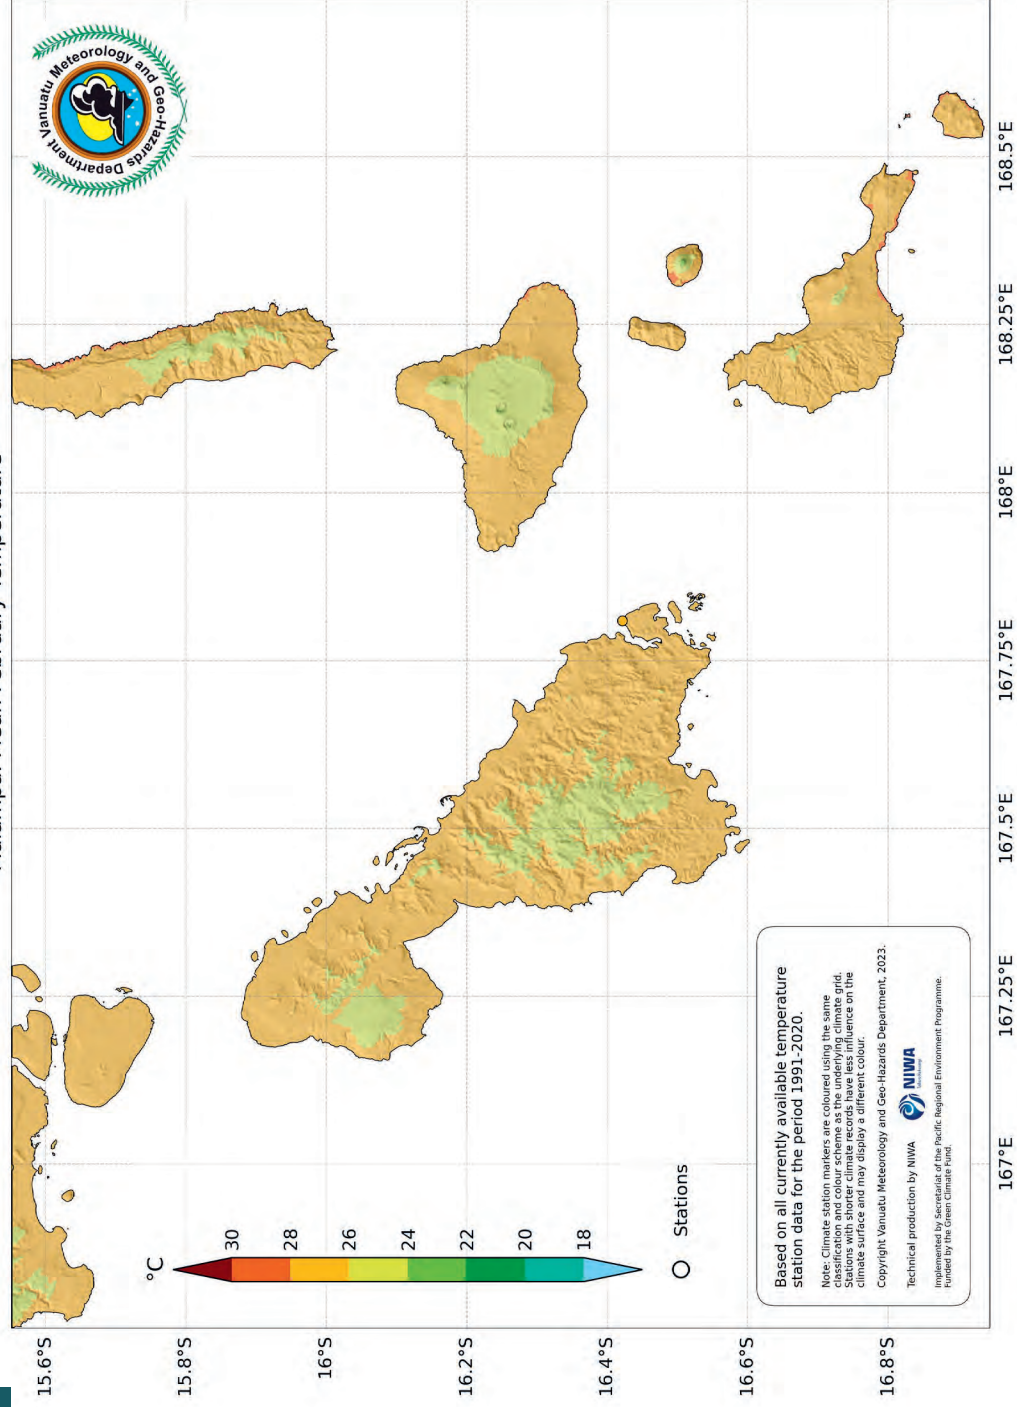 Mean February Temperature
Vanuatu Meteorology and Geo-Hazards Department
15.6°S
15.8°S
16°S
16.2°S
16.4°S
16.6°S
16.8°S
°C
30
28
26
24
22
20
18
Stations
Based on all currently available temperature
station data for the period 1991-2020.
Note: Climate station markers are coloured using the same
classification and colour scheme as the underlying climate grid.
Stations with shorter climate records have less influence on the
climate surface and may display a different colour.
Copyright Vanuatu Meteorology and Geo-Hazards Department, 2023.
Technical production by NIWA
NIWA
Implemented by Secretariat of the Pacific Regional Environment Programme.
Funded by the Green Climate Fund.
167°E
167.25°E
167.5°E
167.75°E
168°E
168.25°E
168.5°E